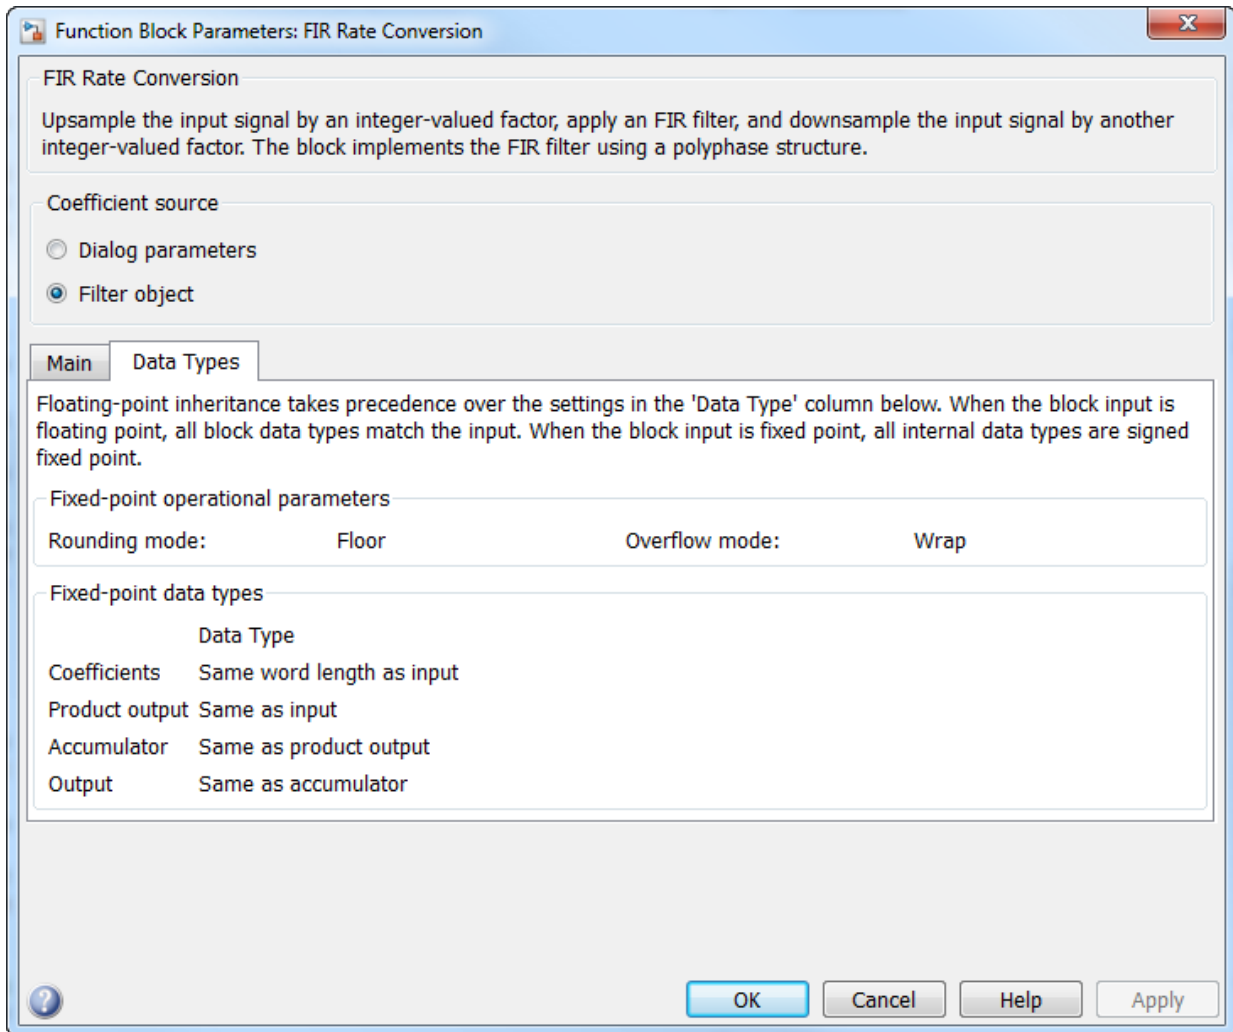 Function Block Parameters: FIR Rate Conversion
X
FIR Rate Conversion
Upsample the input signal by an integer-valued factor, apply an FIR filter, and downsample the input signal by another
integer-valued factor. The block implements the FIR filter using a polyphase structure.
Coefficient source
Dialog parameters
Filter object
Main Data Types
Floating-point inheritance takes precedence over the settings in the 'Data Type' column below. When the block input is
floating point, all block data types match the input. When the block input is fixed point, all internal data types are signed
fixed point.
Fixed-point operational parameters
Rounding mode: Floor Overflow mode: Wrap
Fixed-point data types
Data Type
Coefficients Same word length as input
Product output Same as input
Accumulator Same as product output
Output Same as accumulator
? OK Cancel Help Apply